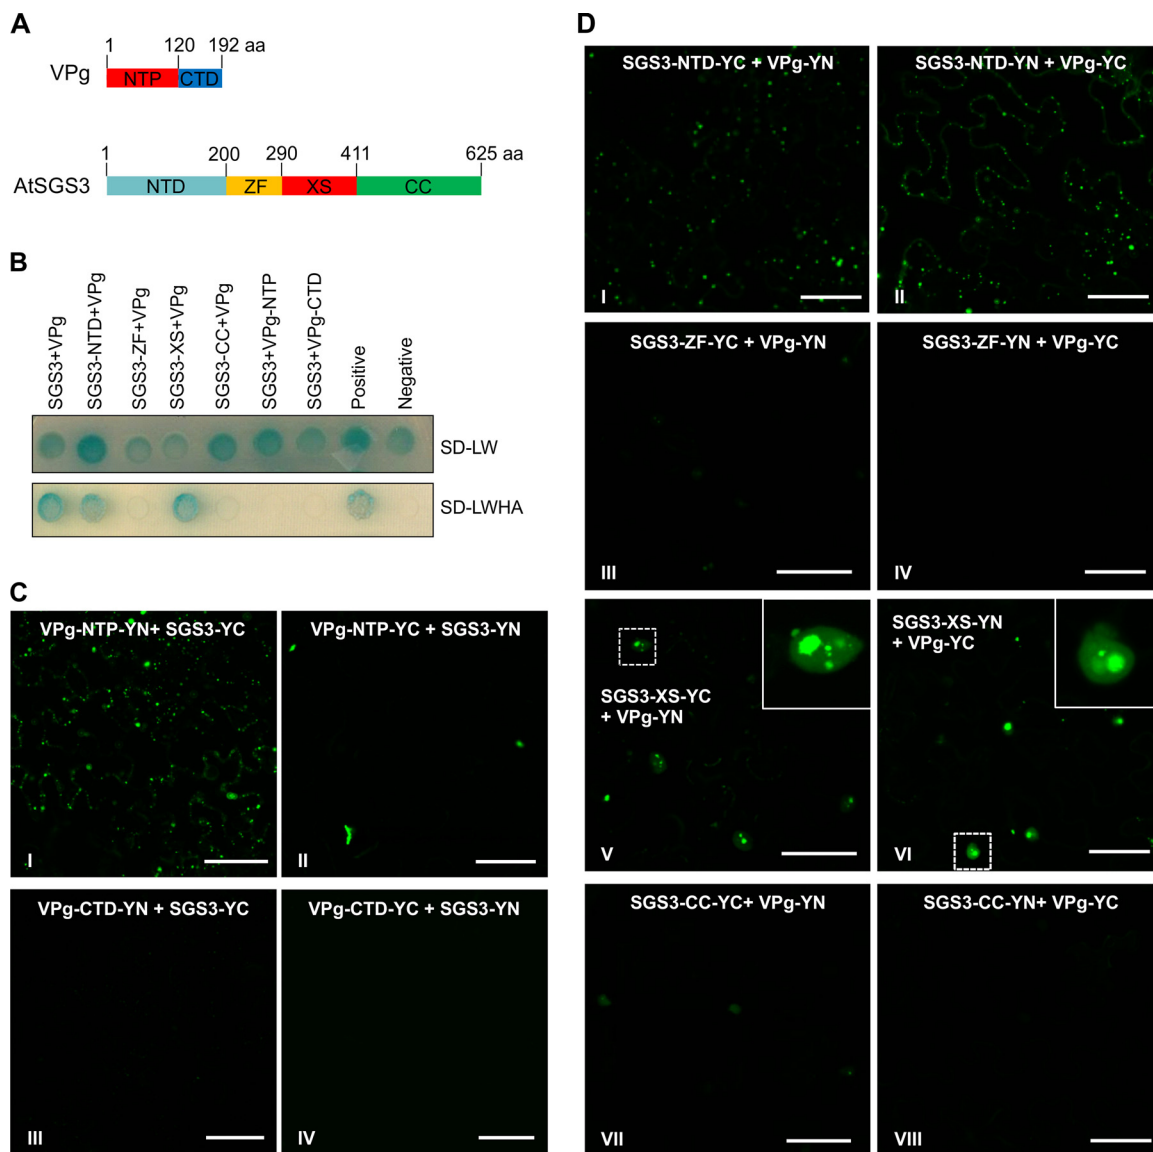 A
1 120 192 aa
VPg
NTP CTD
1 200 290 411 625 aa
AtSGS3
NTD ZF XS CC
B
SGS3+VPg
SGS3-NTD+VPg
SGS3-ZF+VPg
SGS3-XS+VPg
SGS3-CC+VPg
SGS3+VPg-NTP
SGS3+VPg-CTD
Positive
Negative
SD-LW
SD-LWHA
C
VPg-NTP-YN+ SGS3-YC
I
VPg-NTP-YC + SGS3-YN
II
VPg-CTD-YN + SGS3-YC
III
VPg-CTD-YC + SGS3-YN
IV
D
SGS3-NTD-YC + VPg-YN
I
SGS3-NTD-YN + VPg-YC
II
SGS3-ZF-YC + VPg-YN
III
SGS3-ZF-YN + VPg-YC
IV
SGS3-XS-YC
+ VPg-YN
V
SGS3-XS-YN
+ VPg-YC
VI
SGS3-CC-YC+ VPg-YN
VII
SGS3-CC-YN+ VPg-YC
VIII